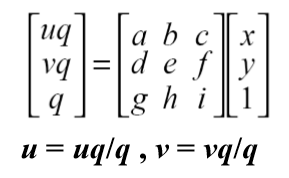 [uq] = [a b c] [x]
[vq] = [d e f] [y]
[q] = [g h i] [1]
u = uq/q , v = vq/q